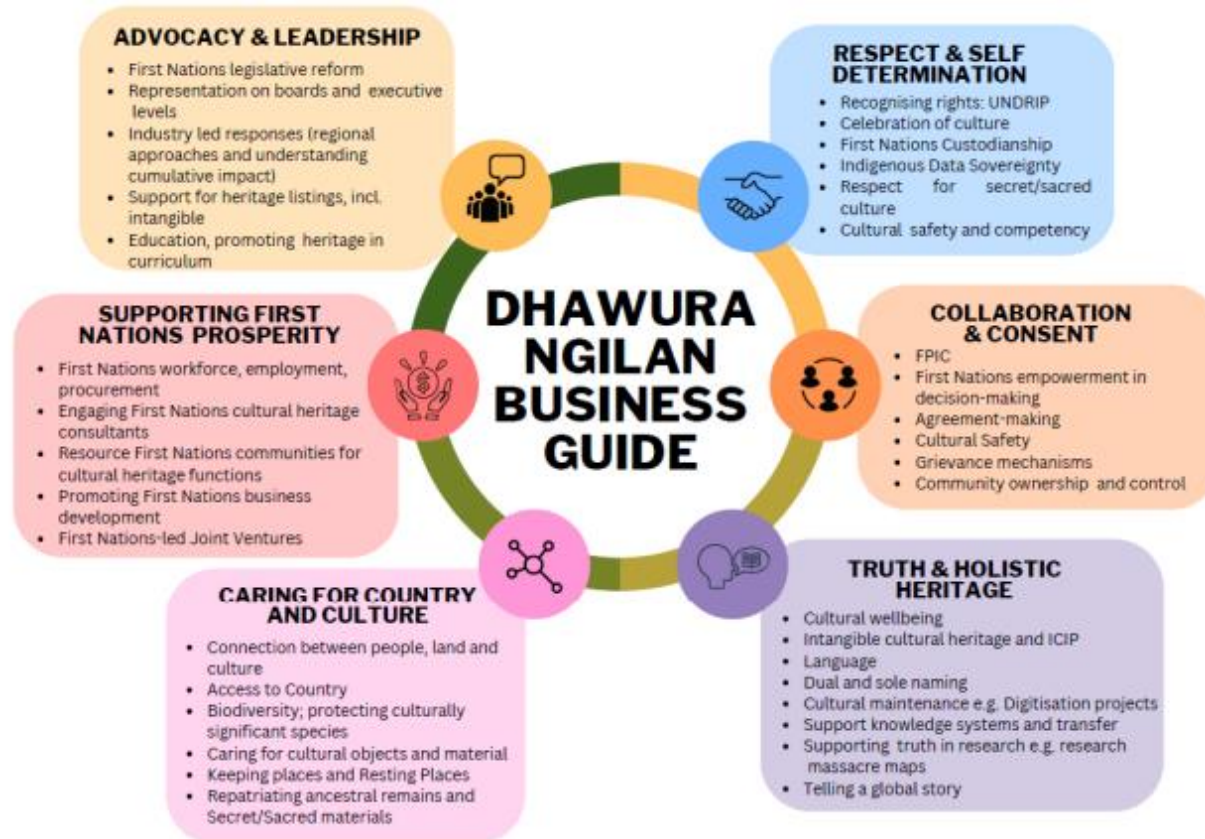 ADVOCACY & LEADERSHIP
• First Nations legislative reform
• Representation on boards and executive
levels
• Industry led responses (regional
approaches and understanding
cumulative impact)
• Support for heritage listings, incl.
intangible
• Education, promoting heritage in
curriculum
RESPECT & SELF
DETERMINATION
• Recognising rights: UNDRIP
• Celebration of culture
• First Nations Custodianship
• Indigenous Data Sovereignty
• Respect for secret/sacred
culture
• Cultural safety and competency
DHAWURA
NGILAN
BUSINESS
GUIDE
SUPPORTING FIRST
NATIONS PROSPERITY
• First Nations workforce, employment,
procurement
• Engaging First Nations cultural heritage
consultants
• Resource First Nations communities for
cultural heritage functions
• Promoting First Nations business
development
• First Nations-led Joint Ventures
COLLABORATION
& CONSENT
• FPIC
• First Nations empowerment in
decision-making
• Agreement-making
• Cultural Safety
• Grievance mechanisms
• Community ownership and control
CARING FOR COUNTRY
AND CULTURE
• Connection between people, land and
culture
• Access to Country
• Biodiversity; protecting culturally
significant species
• Caring for cultural objects and material
• Keeping places and Resting Places
• Repatriating ancestral remains and
Secret/Sacred materials
TRUTH & HOLISTIC
HERITAGE
• Cultural wellbeing
• Intangible cultural heritage and ICIP
• Language
• Dual and sole naming
• Cultural maintenance e.g. Digitisation projects
• Support knowledge systems and transfer
• Supporting truth in research e.g. research
massacre maps
• Telling a global story